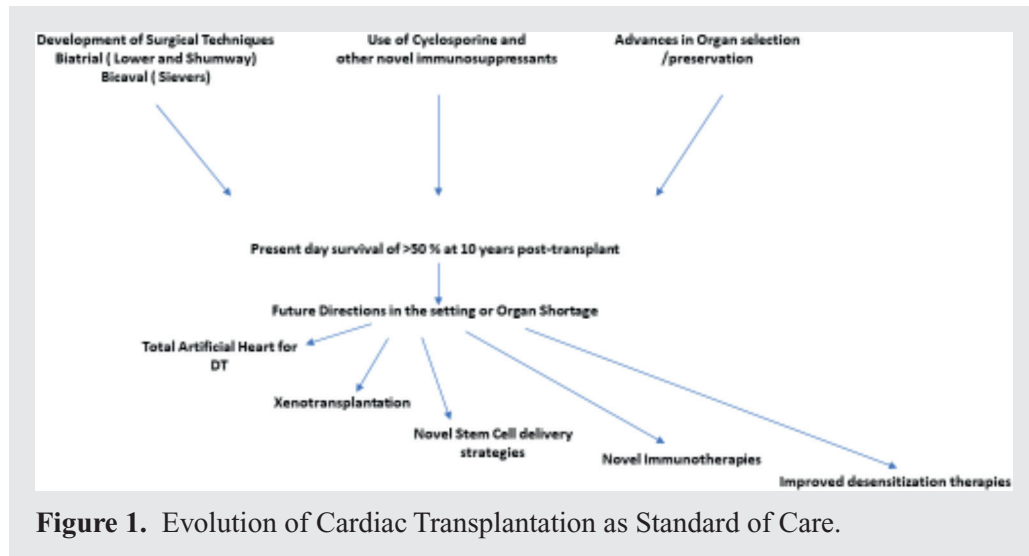 Development of Surgical Techniques
Biatrial ( Lower and Shumway)
Bicaval ( Sievers)
Use of Cyclosporine and
other novel immunosuppressants
Advances in Organ selection
/preservation
Present day survival of >50 % at 10 years post-transplant
Future Directions in the setting or Organ Shortage
Total Artificial Heart for
DT
Xenotransplantation
Novel Stem Cell delivery
strategies
Novel Immunotherapies
Improved desensitization therapies
Figure 1. Evolution of Cardiac Transplantation as Standard of Care.